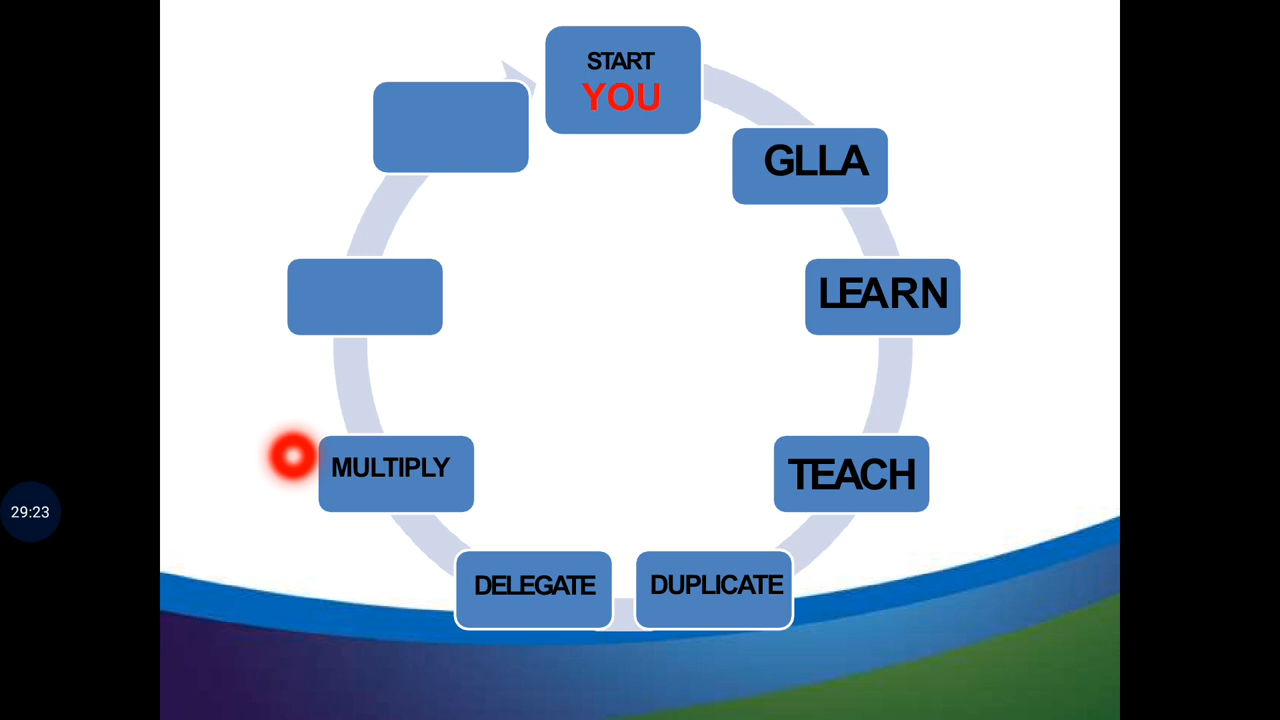 START
YOU
GLLA
LEARN
TEACH
DUPLICATE
DELEGATE
MULTIPLY
29:23